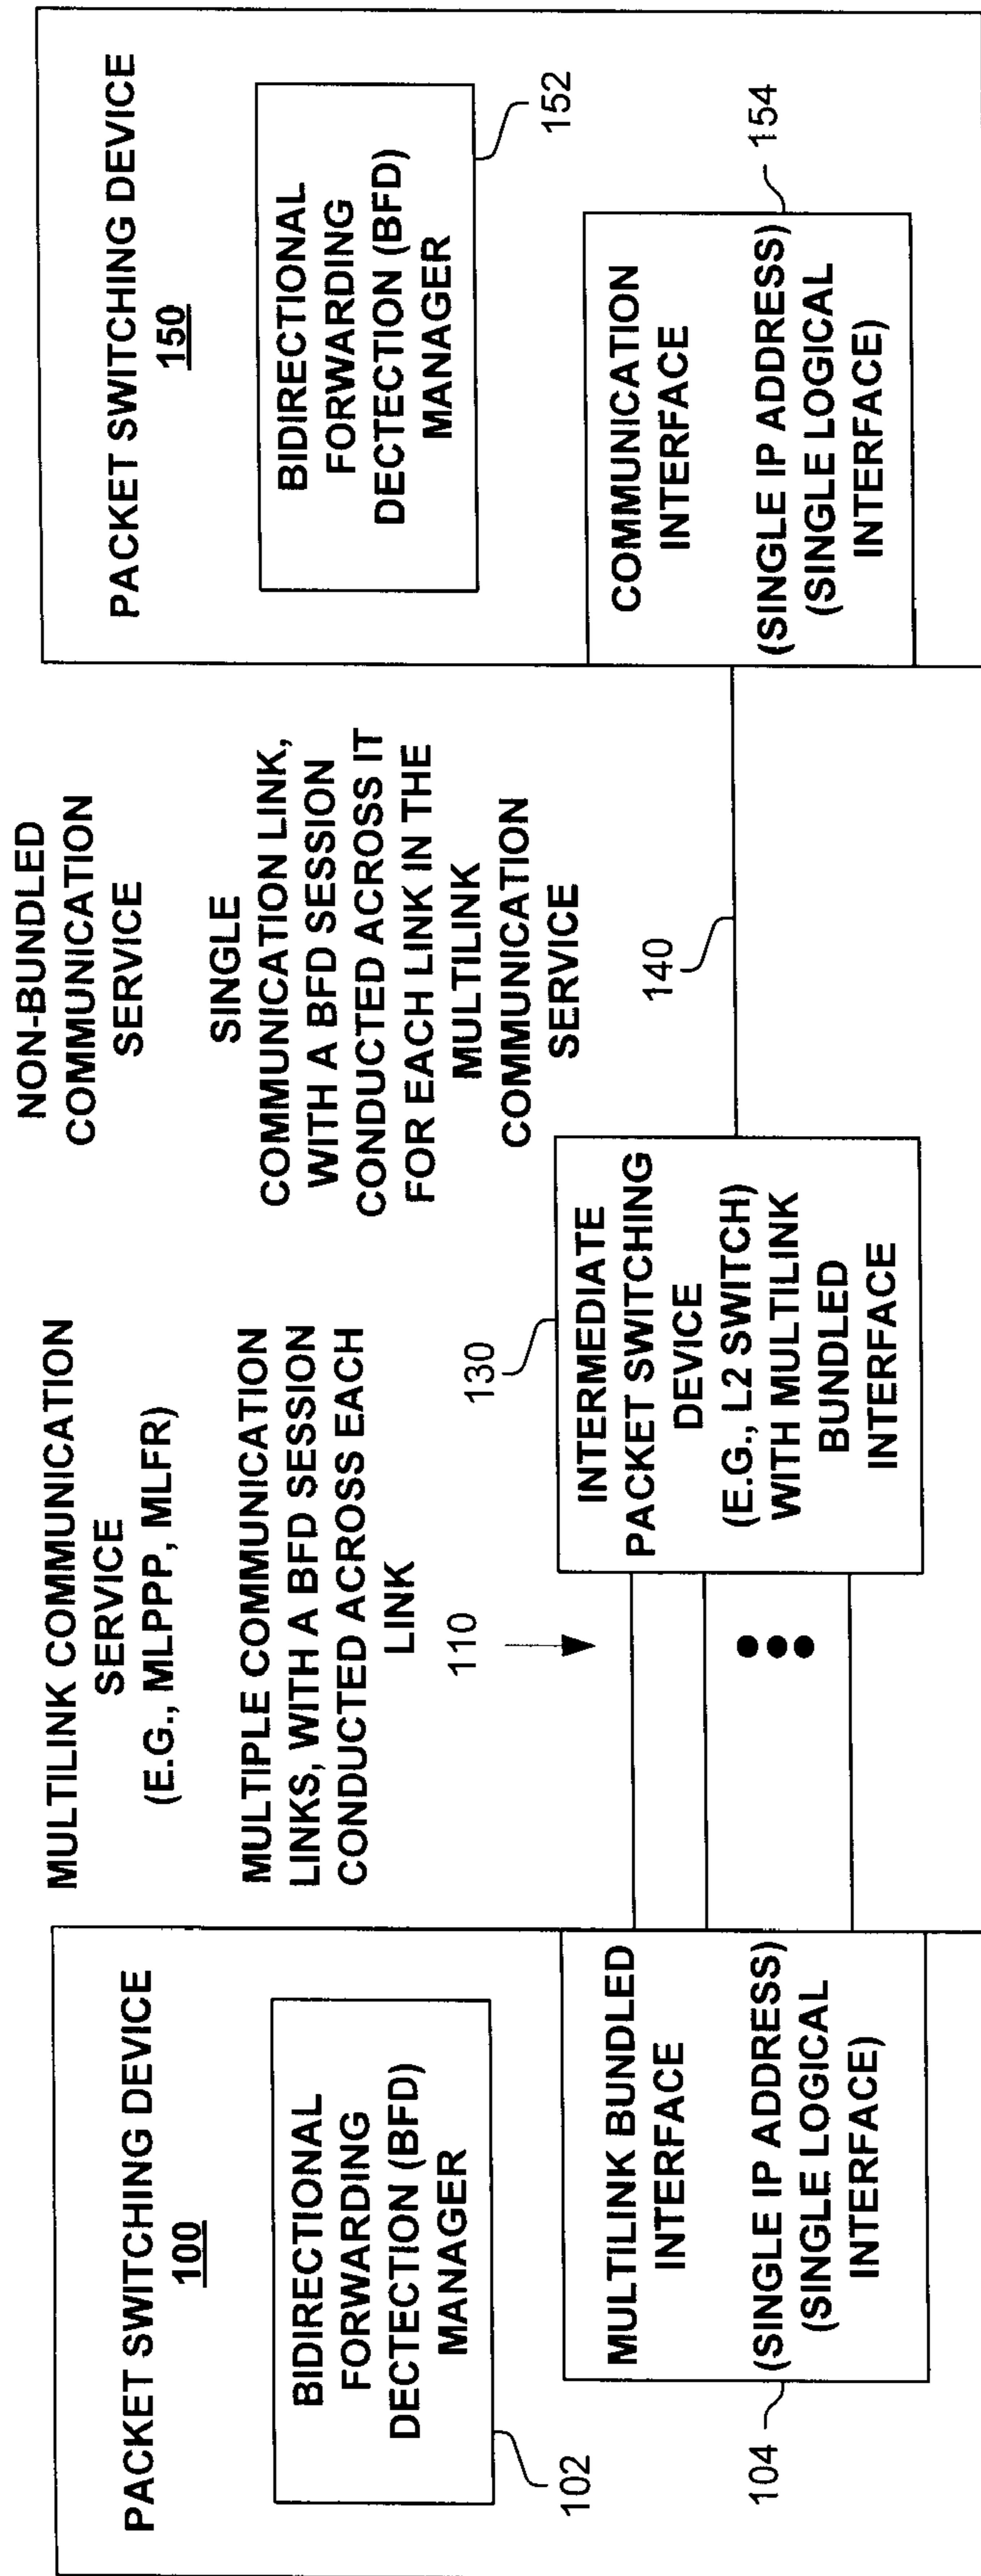 PACKET SWITCHING DEVICE
100
BIDIRECTIONAL
FORWARDING
DECTECTION (BFD)
MANAGER
102
MULTILINK BUNDLED
INTERFACE
(SINGLE IP ADDRESS)
(SINGLE LOGICAL
INTERFACE)
104
MULTILINK COMMUNICATION
SERVICE
(E.G., MLPPP, MLFR)
MULTIPLE COMMUNICATION
LINKS, WITH A BFD SESSION
CONDUCTED ACROSS EACH
LINK
110
130
INTERMEDIATE
PACKET SWITCHING
DEVICE
(E.G., L2 SWITCH)
WITH MULTILINK
BUNDLED
INTERFACE
NON-BUNDLED
COMMUNICATION
SERVICE
SINGLE
COMMUNICATION LINK,
WITH A BFD SESSION
CONDUCTED ACROSS IT
FOR EACH LINK IN THE
MULTILINK
COMMUNICATION
SERVICE
140
PACKET SWITCHING DEVICE
150
BIDIRECTIONAL
FORWARDING
DECTECTION (BFD)
MANAGER
152
COMMUNICATION
INTERFACE
(SINGLE IP ADDRESS)
(SINGLE LOGICAL
INTERFACE)
154